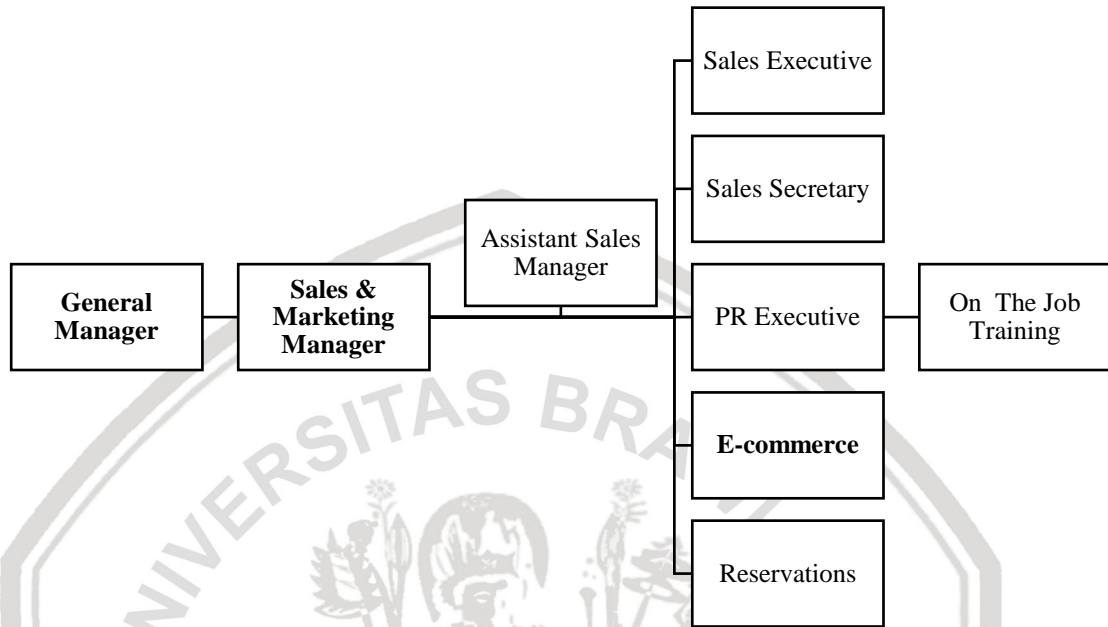 Sales Executive
Sales Secretary
Assistant Sales
Manager
General
Manager
Sales &
Marketing
Manager
PR Executive
On The Job
Training
E-commerce
Reservations